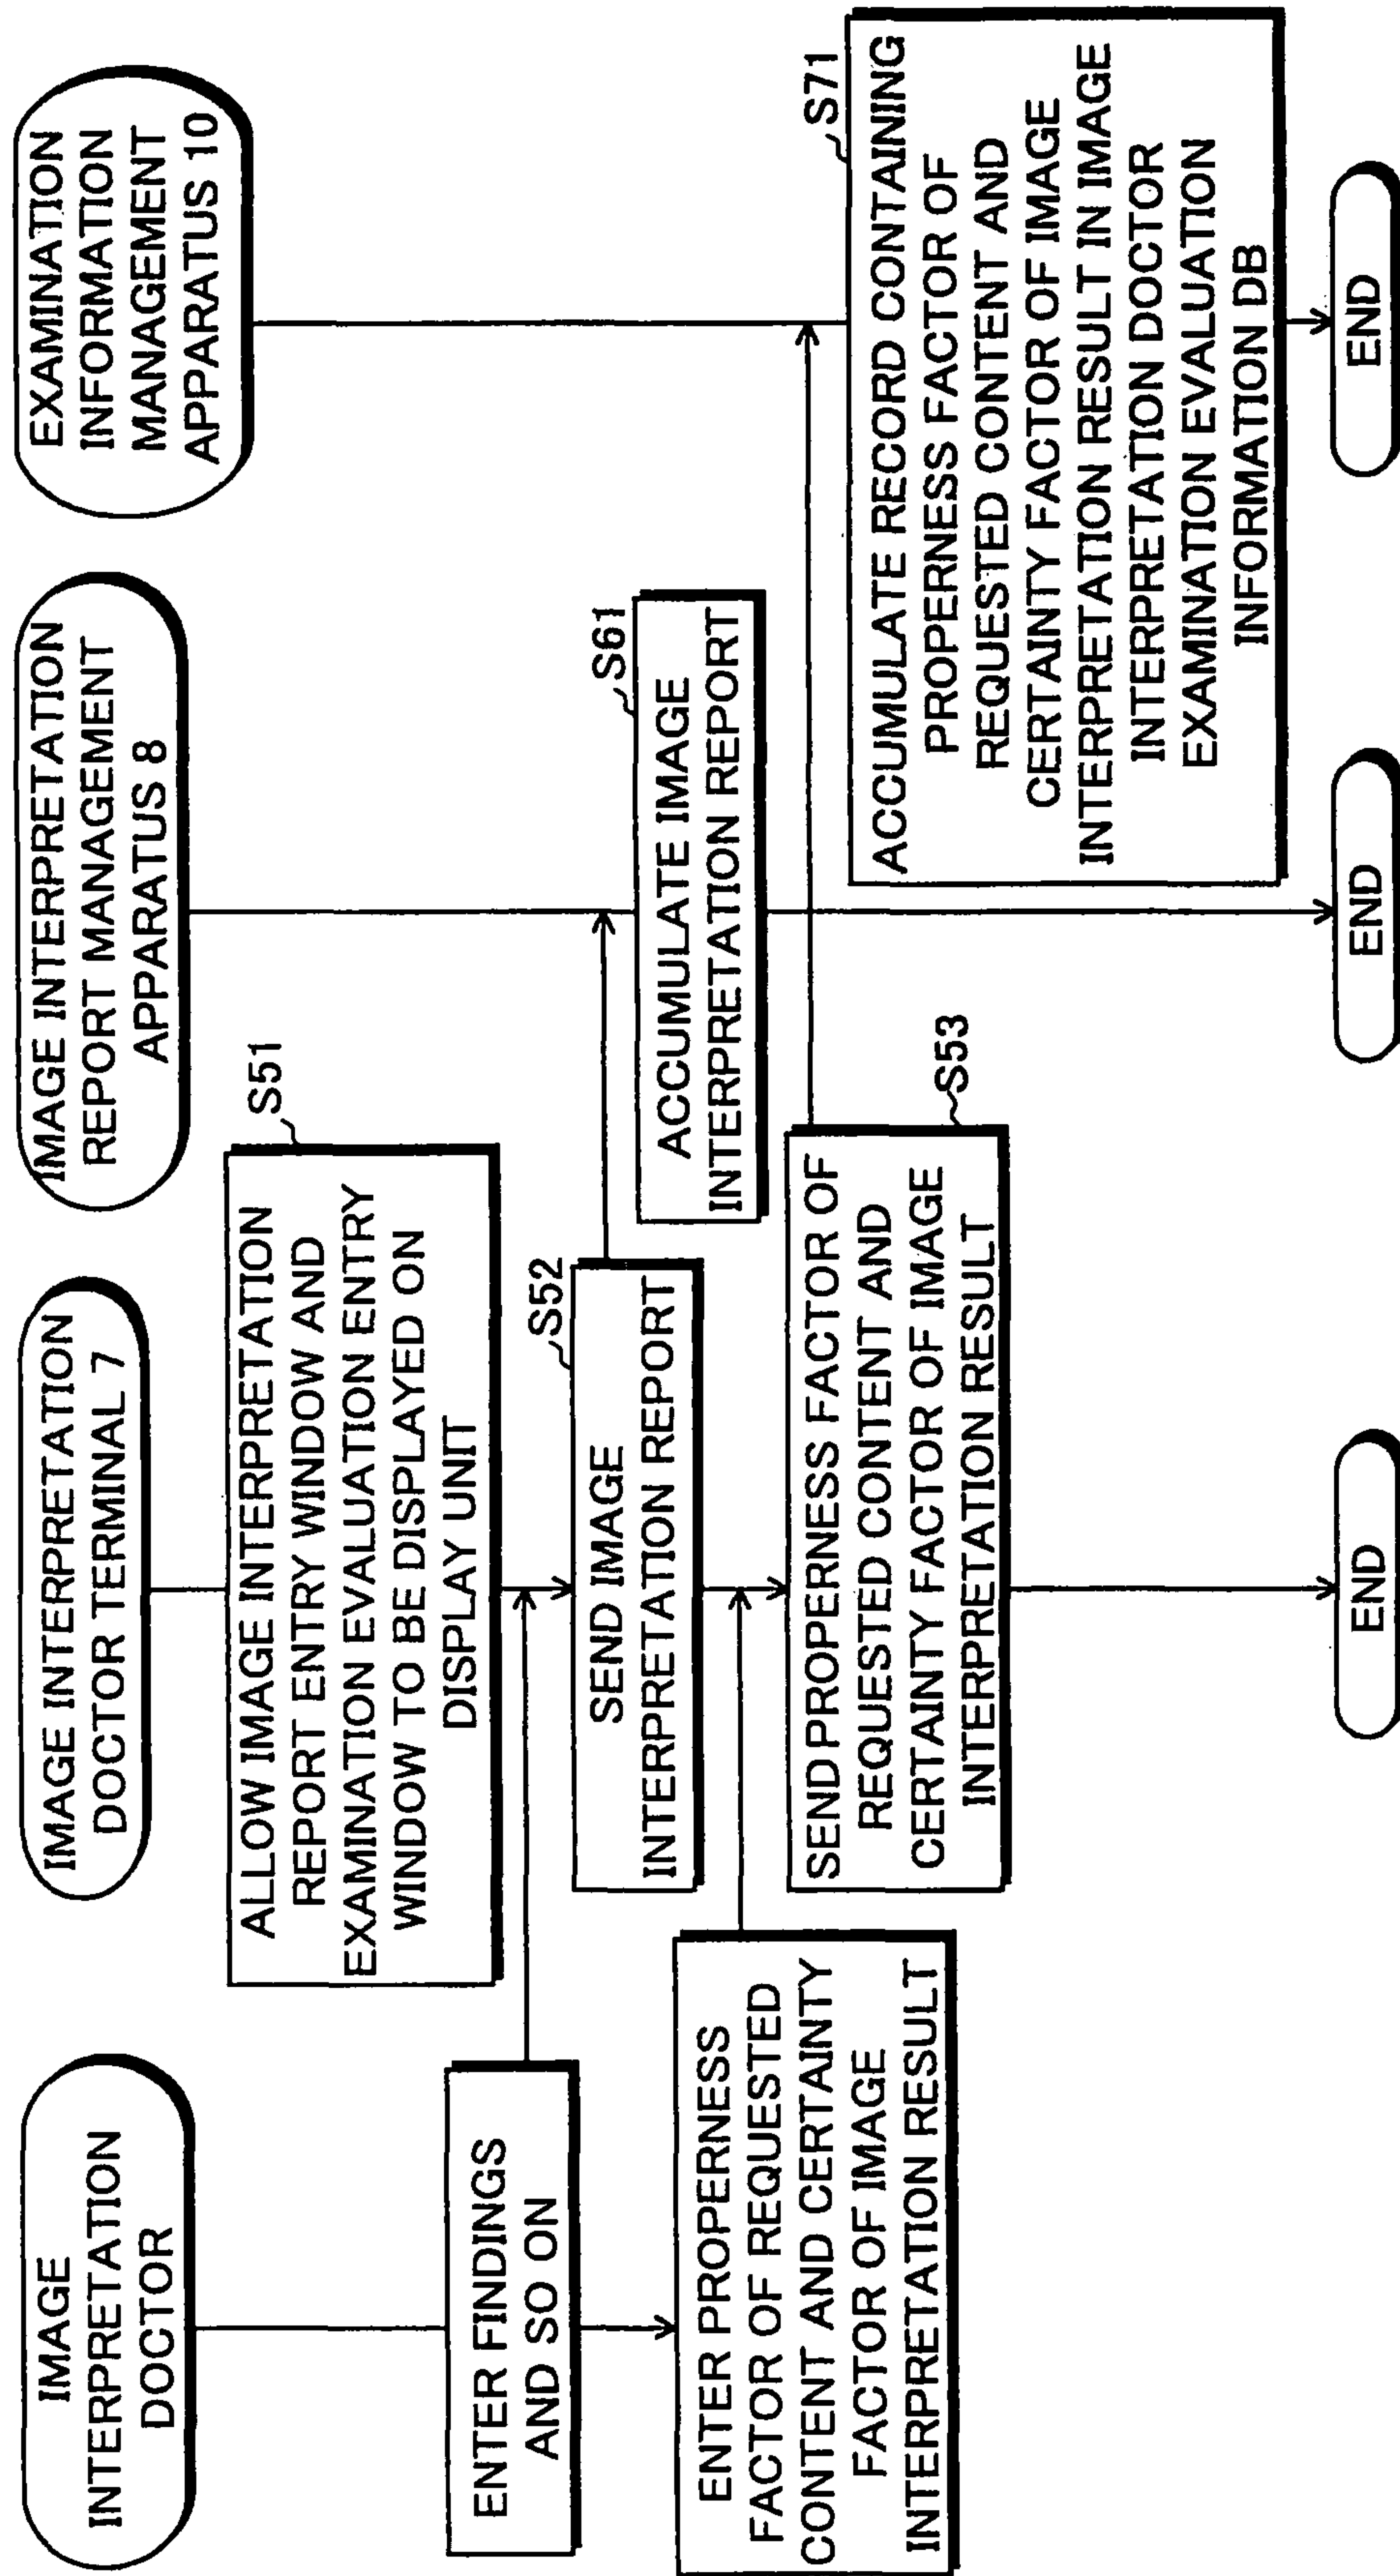 IMAGE
INTERPRETATION
DOCTOR
ENTER FINDINGS
AND SO ON
ENTER PROPERNESS
FACTOR OF REQUESTED
CONTENT AND CERTAINTY
FACTOR OF IMAGE
INTERPRETATION RESULT
IMAGE INTERPRETATION
DOCTOR TERMINAL 7
S51
ALLOW IMAGE INTERPRETATION
REPORT ENTRY WINDOW AND
EXAMINATION EVALUATION ENTRY
WINDOW TO BE DISPLAYED ON
DISPLAY UNIT
S52
SEND IMAGE
INTERPRETATION REPORT
S53
SEND PROPERNESS FACTOR OF
REQUESTED CONTENT AND
CERTAINTY FACTOR OF IMAGE
INTERPRETATION RESULT
END
IMAGE INTERPRETATION
REPORT MANAGEMENT
APPARATUS 8
S61
ACCUMULATE IMAGE
INTERPRETATION REPORT
END
EXAMINATION
INFORMATION
MANAGEMENT
APPARATUS 10
S71
ACCUMULATE RECORD CONTAINING
PROPERNESS FACTOR OF
REQUESTED CONTENT AND
CERTAINTY FACTOR OF IMAGE
INTERPRETATION RESULT IN IMAGE
INTERPRETATION DOCTOR
EXAMINATION EVALUATION
INFORMATION DB
END